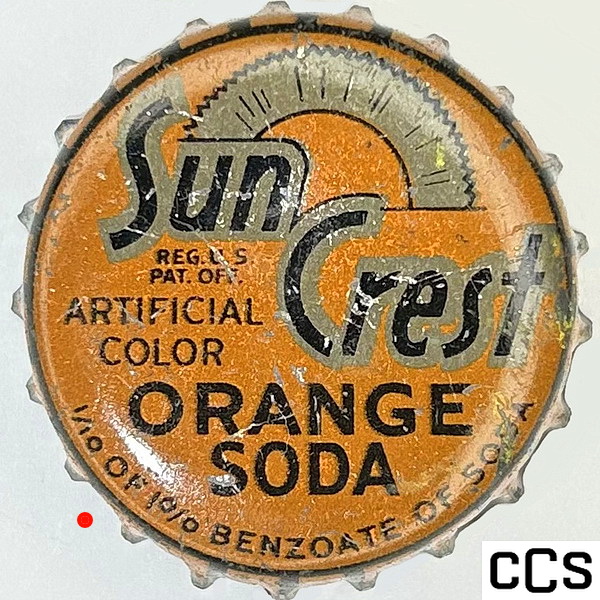 Sun
Crest
REG. U.S.
PAT. OFF.
ARTIFICIAL
COLOR
ORANGE
SODA
1/10 OF 1% BENZOATE OF SODA
CCS